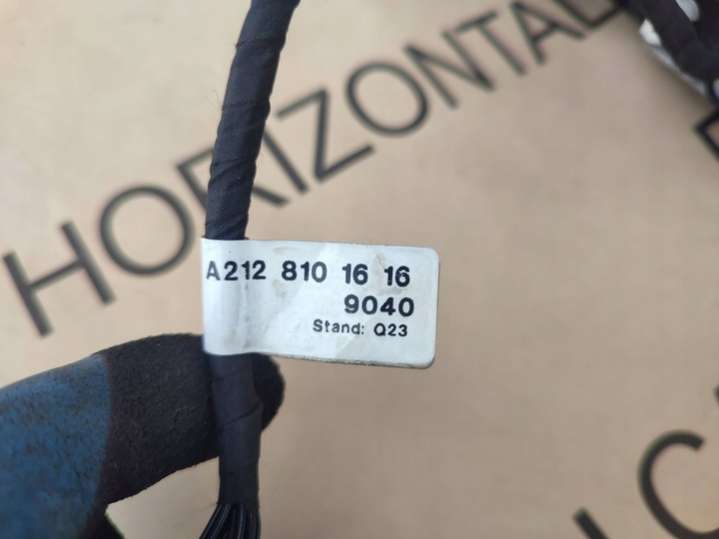 HORIZONTAL
A212 810 16 16
9040
Stand: Q23